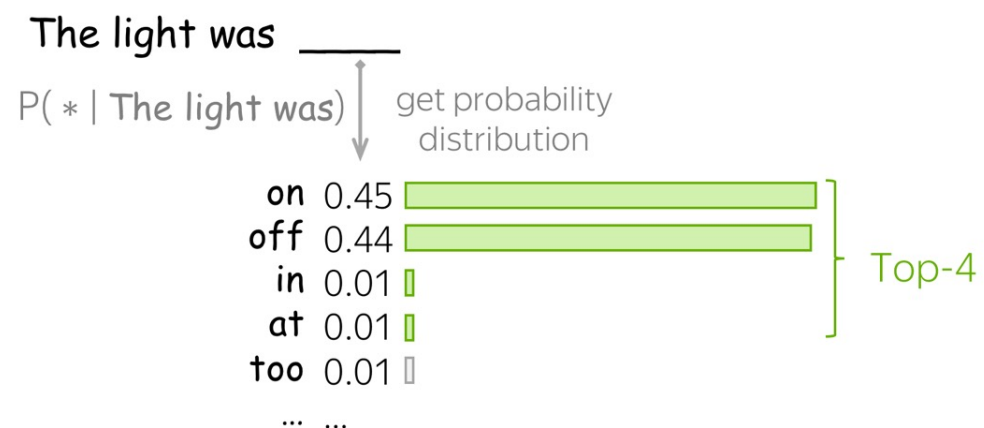 The light was _____
P( * | The light was)
get probability
distribution
on 0.45
off 0.44
in 0.01
at 0.01
too 0.01
... ...
Top-4